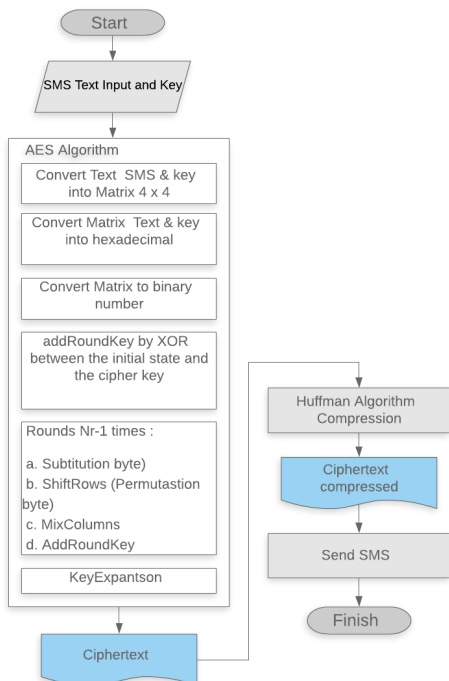 Start
SMS Text Input and Key
AES Algorithm
Convert Text SMS & key
into Matrix 4 x 4
Convert Matrix Text & key
into hexadecimal
Convert Matrix to binary
number
addRoundKey by XOR
between the initial state and
the cipher key
Rounds Nr-1 times :
a. Subtitution byte)
b. ShiftRows (Permutastion
byte)
c. MixColumns
d. AddRoundKey
KeyExpantson
Ciphertext
Huffman Algorithm
Compression
Ciphertext
compressed
Send SMS
Finish